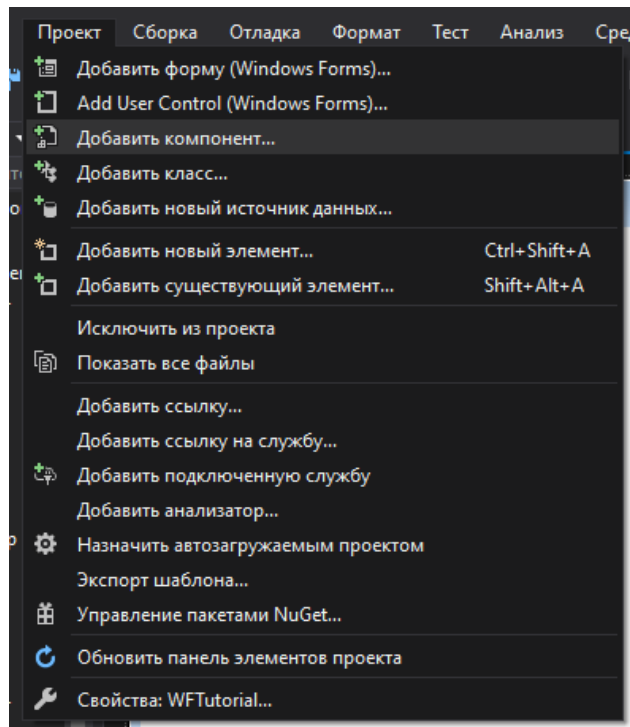 Проект Сборка Отладка Формат Тест Анализ
Добавить форму (Windows Forms)...
Add User Control (Windows Forms)...
Добавить компонент...
Добавить класс...
Добавить новый источник данных...
Добавить новый элемент... Ctrl+Shift+A
Добавить существующий элемент... Shift+Alt+A
Исключить из проекта
Показать все файлы
Добавить ссылку...
Добавить ссылку на службу...
Добавить подключенную службу
Добавить анализатор...
Назначить автозагружаемым проектом
Экспорт шаблона...
Управление пакетами NuGet...
Обновить панель элементов проекта
Свойства: WFTutorial...